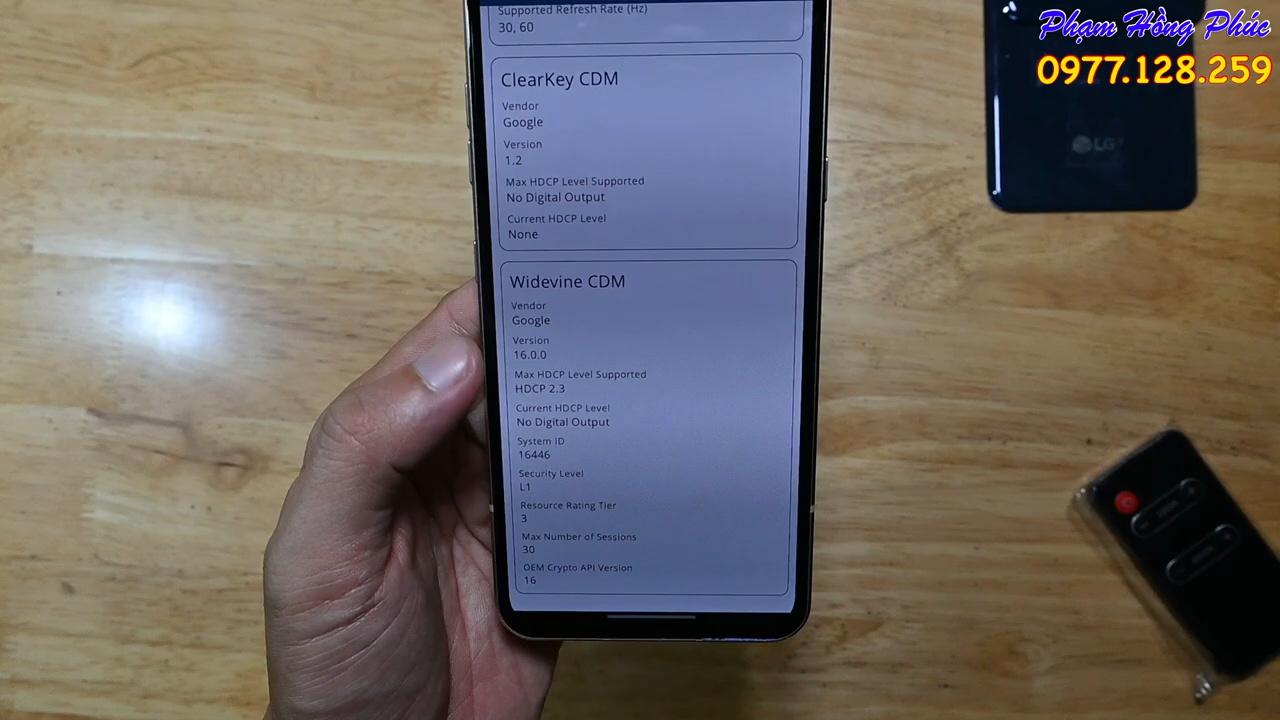 Phạm Hồng Phúc
0977.128.259
Supported Refresh Rate (Hz)
30, 60
ClearKey CDM
Vendor
Google
Version
1.2
Max HDCP Level Supported
No Digital Output
Current HDCP Level
None
Widevine CDM
Vendor
Google
Version
16.0.0
Max HDCP Level Supported
HDCP 2.3
Current HDCP Level
No Digital Output
System ID
16446
Security Level
L1
Resource Rating Tier
3
Max Number of Sessions
30
OEM Crypto API Version
16
LG